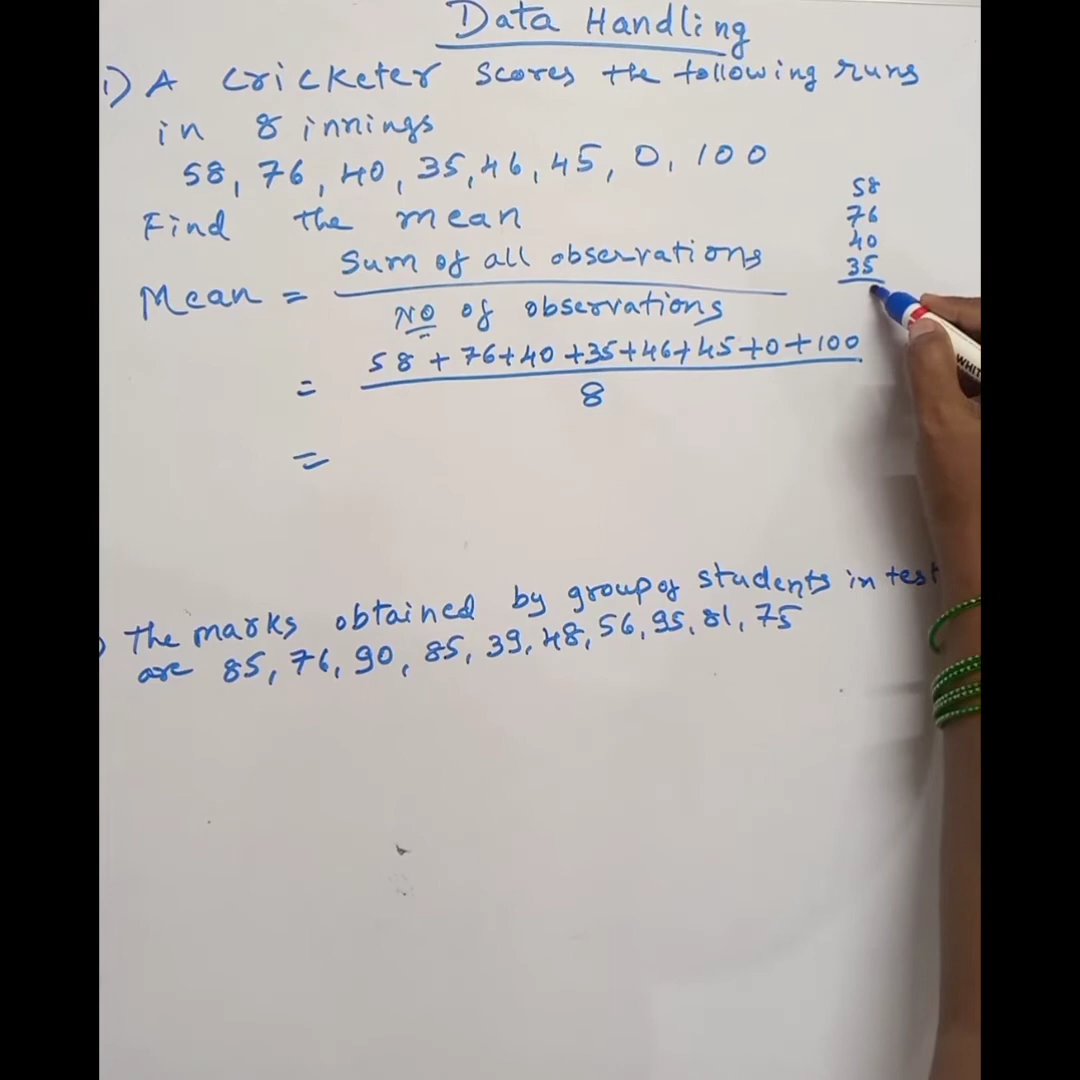 Data Handling
1) A cricketer scores the following runs
in 8 innings
58, 76, 40, 35, 46, 45, 0, 100
Find the mean
Mean = Sum of all observations
No of observations
= 58 + 76 + 40 + 35 + 46 + 45 + 0 + 100
8
=
58
76
40
35
The marks obtained by group of students in test
are 85, 76, 90, 85, 39, 48, 56, 95, 81, 75